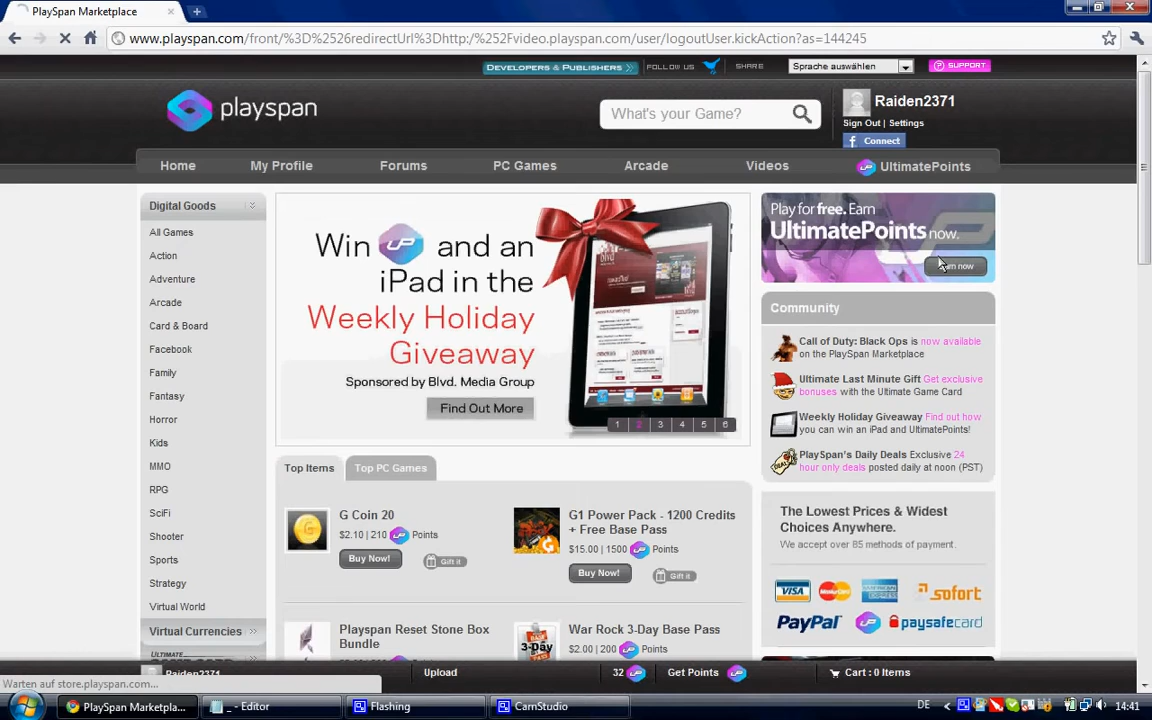 PlaySpan Marketplace
www.playspan.com/front/%3D%2526redirectUrl%3Dhttp:/%252Fvideo.playspan.com/user/logoutUser.kickAction?as=144245
DEVELOPERS & PUBLISHERS
FOLLOW US
SHARE
Sprache auswählen
SUPPORT
playspan
What's your Game?
Raiden2371
Sign Out | Settings
f Connect
Home
My Profile
Forums
PC Games
Arcade
Videos
UltimatePoints
Digital Goods
All Games
Action
Adventure
Arcade
Card & Board
Facebook
Family
Fantasy
Horror
Kids
MMO
RPG
SciFi
Shooter
Sports
Strategy
Virtual World
Virtual Currencies
ULTIMATE
Win UP and an
iPad in the
Weekly Holiday
Giveaway
Sponsored by Blvd. Media Group
Find Out More
1 2 3 4 5 6
Play for free. Earn
UltimatePoints now.
now
Community
Call of Duty: Black Ops is now available
on the PlaySpan Marketplace
Ultimate Last Minute Gift Get exclusive
bonuses with the Ultimate Game Card
Weekly Holiday Giveaway Find out how
you can win an iPad and UltimatePoints!
PlaySpan's Daily Deals Exclusive 24
hour only deals posted daily at noon (PST)
The Lowest Prices & Widest
Choices Anywhere.
We accept over 85 methods of payment.
VISA
MasterCard
sofort
PayPal
paysafecard
Top Items
Top PC Games
G Coin 20
$2.10 | 210 Points
Buy Now!
Gift it
G1 Power Pack - 1200 Credits
+ Free Base Pass
$15.00 | 1500 Points
Buy Now!
Gift it
Playspan Reset Stone Box
Bundle
War Rock 3-Day Base Pass
$2.00 | 200 Points
3-Day
Raiden2371
Upload
32
Get Points
Cart : 0 Items
Warten auf store.playspan.com...
PlaySpan Marketpla...
_ - Editor
Flashing
CamStudio
DE
14:41